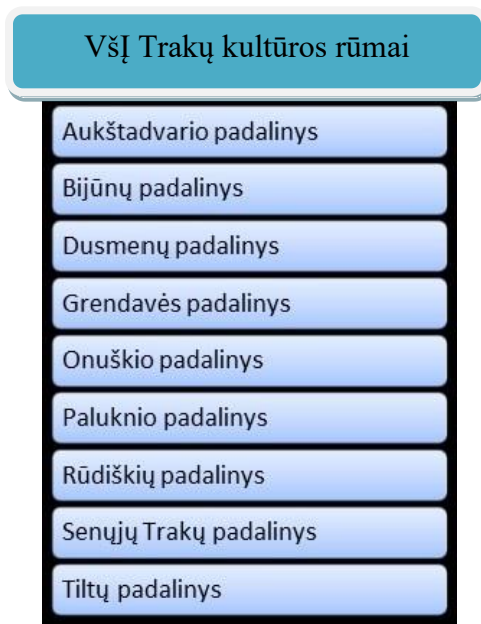 VšĮ Trakų kultūros rūmai
Aukštadvario padalinys
Bijūnų padalinys
Dusmenų padalinys
Grendavės padalinys
Onuškio padalinys
Paluknio padalinys
Rūdiškių padalinys
Senųjų Trakų padalinys
Tiltų padalinys